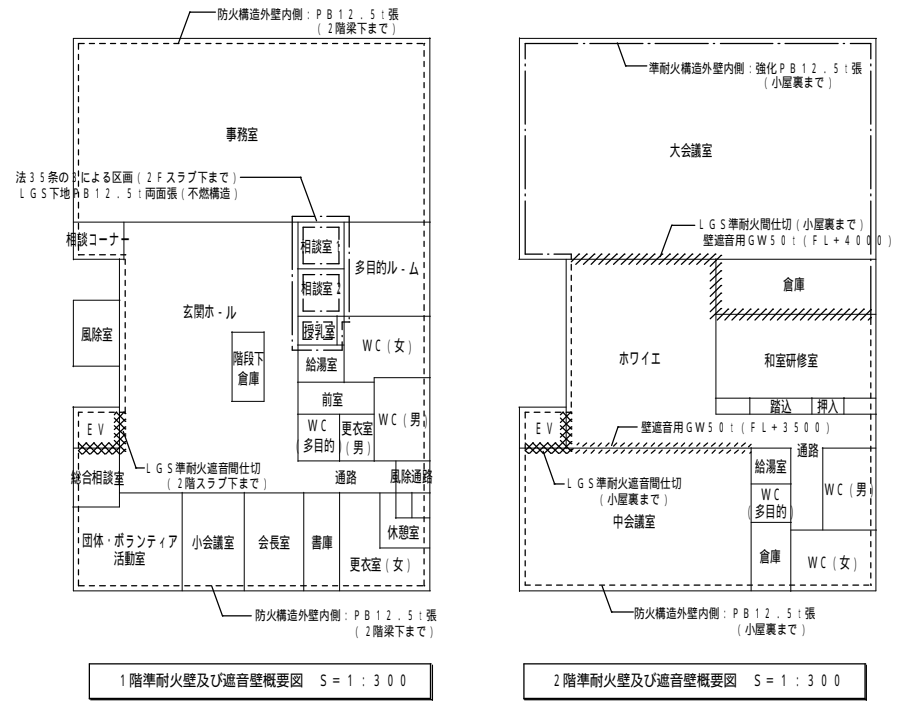 防火構造外壁内側：ＰＢ１２．５ｔ張
（２階梁下まで）
事務室
法３５条の３による区画（２Ｆスラブ下まで）
ＬＧＳ下地ＰＢ１２．５ｔ両面張（不燃構造）
相談コーナー
相談室１
多目的ル－ム
相談室２
玄関ホ－ル
風除室
授乳室
ＷＣ（女）
階段下
倉庫
給湯室
前室
ＥＶ
ＷＣ
（多目的）
更衣室
（男）
ＷＣ（男）
ＬＧＳ準耐火遮音間仕切
（２階スラブ下まで）
総合相談室
通路
風除通路
団体・ボランティア
活動室
小会議室
会長室
書庫
休憩室
更衣室（女）
防火構造外壁内側：ＰＢ１２．５ｔ張
（２階梁下まで）
１階準耐火壁及び遮音壁概要図　Ｓ＝１：３００
準耐火構造外壁内側：強化ＰＢ１２．５ｔ張
（小屋裏まで）
大会議室
ＬＧＳ準耐火間仕切（小屋裏まで）
壁遮音用ＧＷ５０ｔ（ＦＬ＋４０００）
倉庫
ホワイエ
和室研修室
踏込
押入
ＥＶ
壁遮音用ＧＷ５０ｔ（ＦＬ＋３５００）
通路
給湯室
ＬＧＳ準耐火遮音間仕切
（小屋裏まで）
ＷＣ
（多目的）
ＷＣ（男）
中会議室
倉庫
ＷＣ（女）
防火構造外壁内側：ＰＢ１２．５ｔ張
（小屋裏まで）
２階準耐火壁及び遮音壁概要図　Ｓ＝１：３００